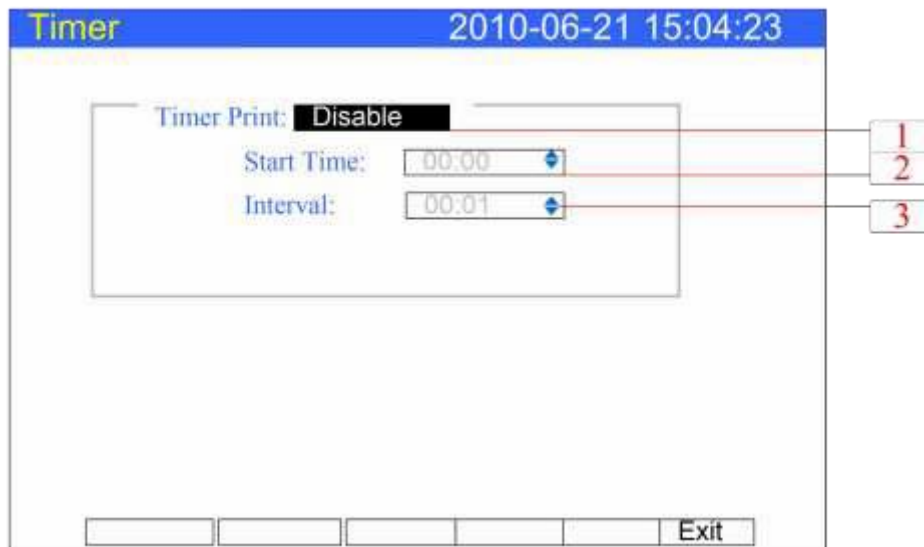 Timer 2010-06-21 15:04:23
Timer Print: Disable
1
Start Time: 00:00
2
Interval: 00:01
3
Exit